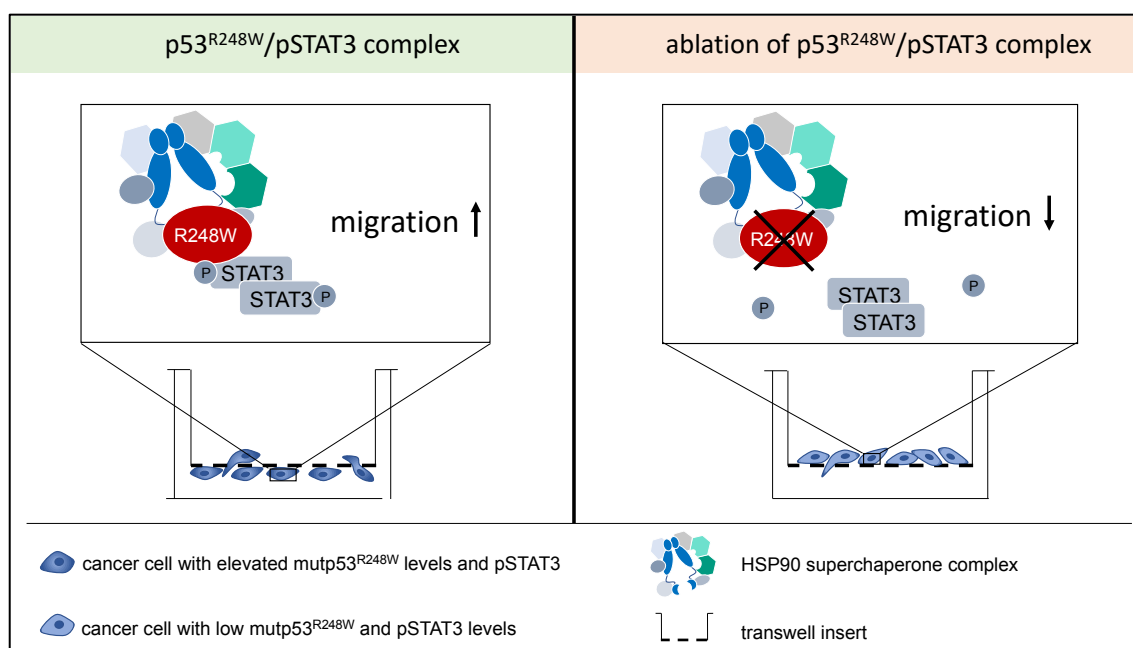 p53R248W/pSTAT3 complex
ablation of p53R248W/pSTAT3 complex
R248W
migration
P
STAT3
STAT3
P
R248W
migration
P
STAT3
STAT3
P
cancer cell with elevated mutp53R248W levels and pSTAT3
HSP90 superchaperone complex
cancer cell with low mutp53R248W and pSTAT3 levels
transwell insert